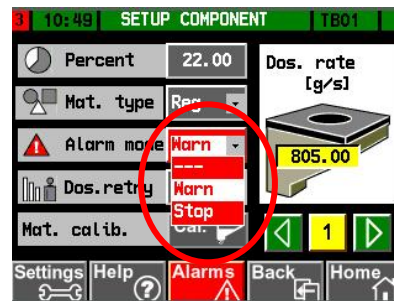 3 10:49 SETUP COMPONENT TB01
Percent 22.00
Dos. rate
[g/s]
Mat. type Reg
Alarm mode Warn
---
805.00
Warn
Dos.retry
Stop
Mat. calib. Cal.
1
Settings Help ? Alarms Back Home